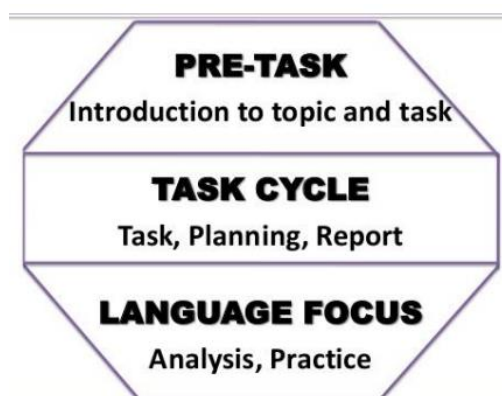 PRE-TASK
Introduction to topic and task
TASK CYCLE
Task, Planning, Report
LANGUAGE FOCUS
Analysis, Practice